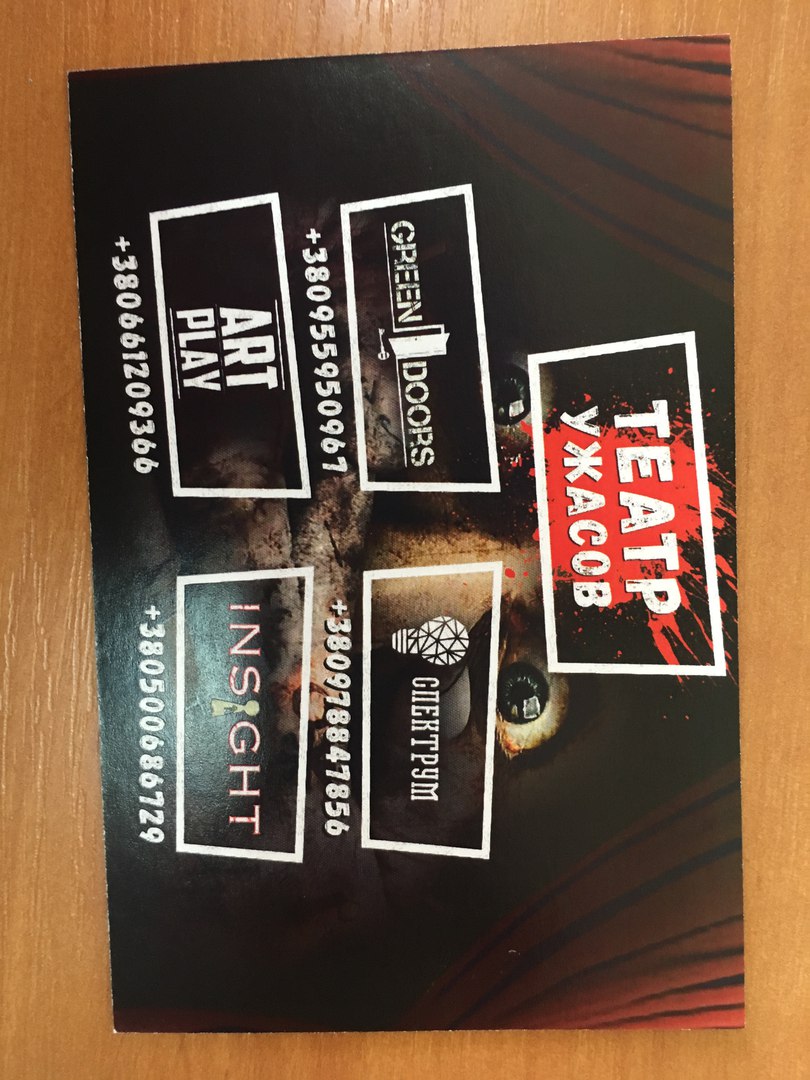 ТЕАТР
УЖАСОВ
GREEN DOORS
+380955950967
СПЕКТРУМ
+380978847856
ART
PLAY
+380661209366
INSIGHT
+380500686729